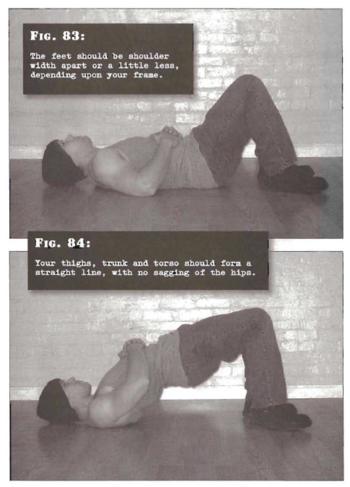 FIG. 83:
The feet should be shoulder
width apart or a little less,
depending upon your frame.
FIG. 84:
Your thighs, trunk and torso should form a
straight line, with no sagging of the hips.